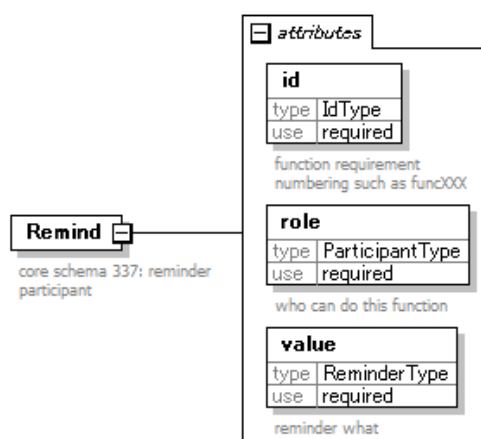 attributes
id
type IdType
use required
function requirement
numbering such as funcXXX
Remind
core schema 337: reminder
participant
role
type ParticipantType
use required
who can do this function
value
type ReminderType
use required
reminder what